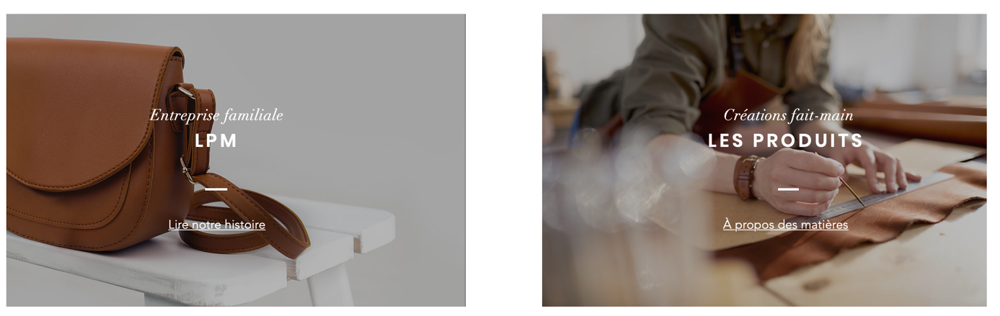 Entreprise familiale
LPM
Lire notre histoire
Créations fait-main
LES PRODUITS
À propos des matières